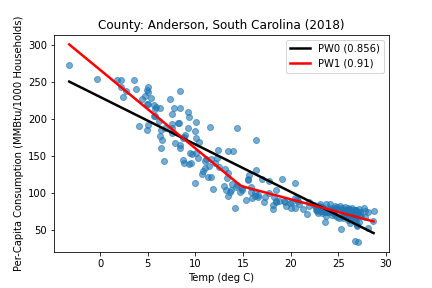 County: Anderson, South Carolina (2018)
PW0 (0.856)
PW1 (0.91)
Per-Capita Consumption (MMBtu/1000 Households)
300
250
200
150
100
50
0 5 10 15 20 25 30
Temp (deg C)